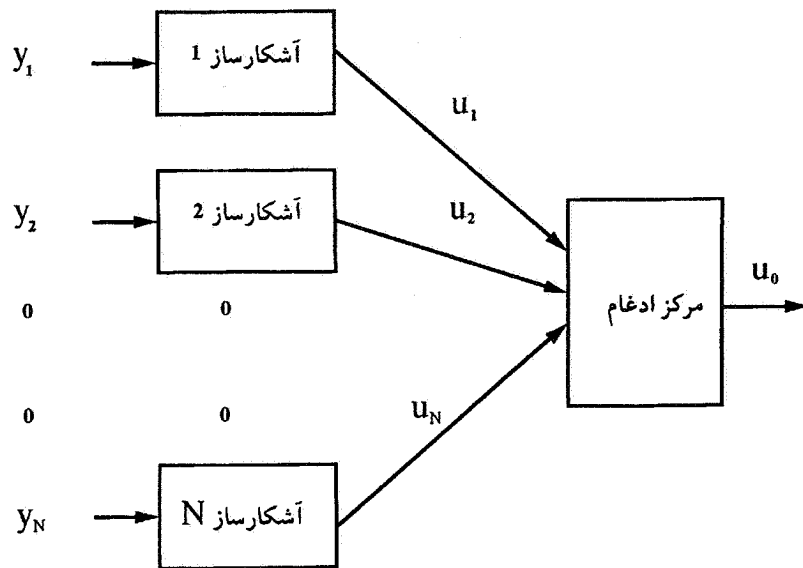 y₁
آشکارساز 1
u₁
y₂
آشکارساز 2
u₂
مرکز ادغام
u₀
0 0
0 0
u_N
y_N
آشکارساز N